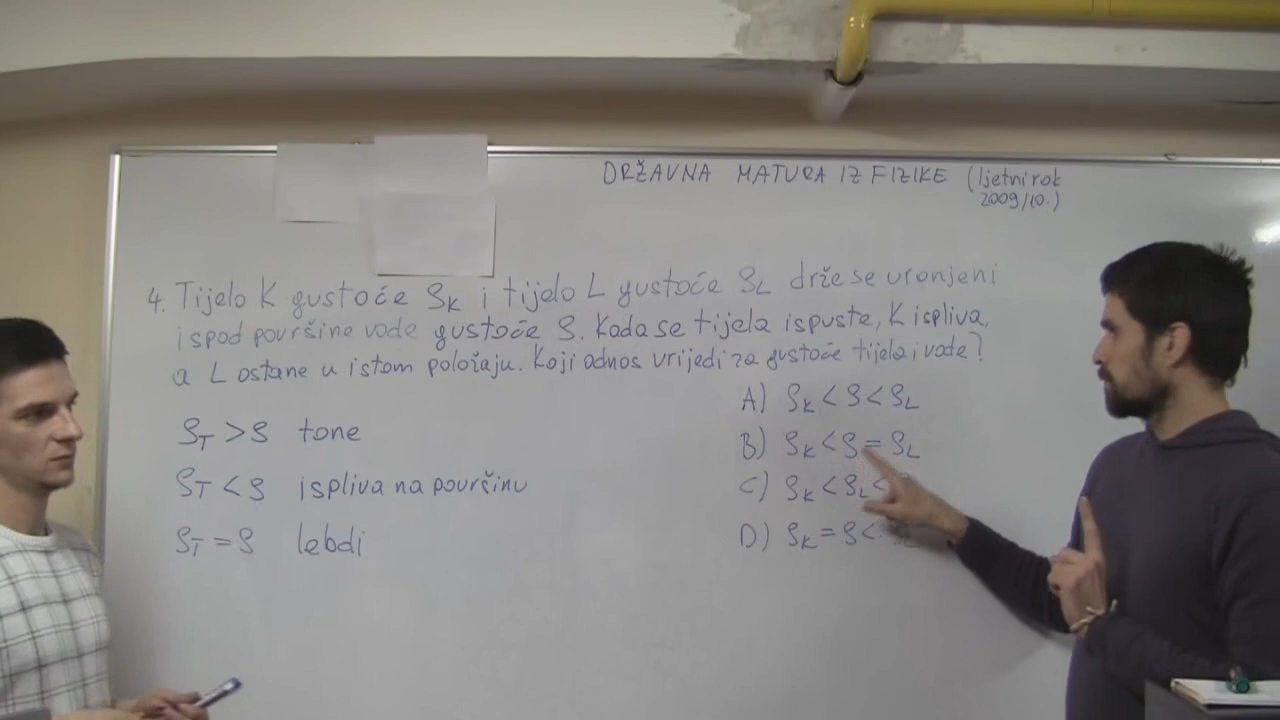 DRŽAVNA MATURA IZ FIZIKE (ljetni rok
2009/10.)
4. Tijelo K gustoće ρK i tijelo L gustoće ρL drže se uronjeni
ispod površine vode gustoće ρ. Kada se tijela ispuste, K ispliva,
a L ostane u istom položaju. Koji odnos vrijedi za gustoće tijela i vode?
ρT > ρ tone
ρT < ρ ispliva na površinu
ρT = ρ lebdi
A) ρK < ρ < ρL
B) ρK < ρ = ρL
C) ρK < ρL <
D) ρK = ρ < ρL